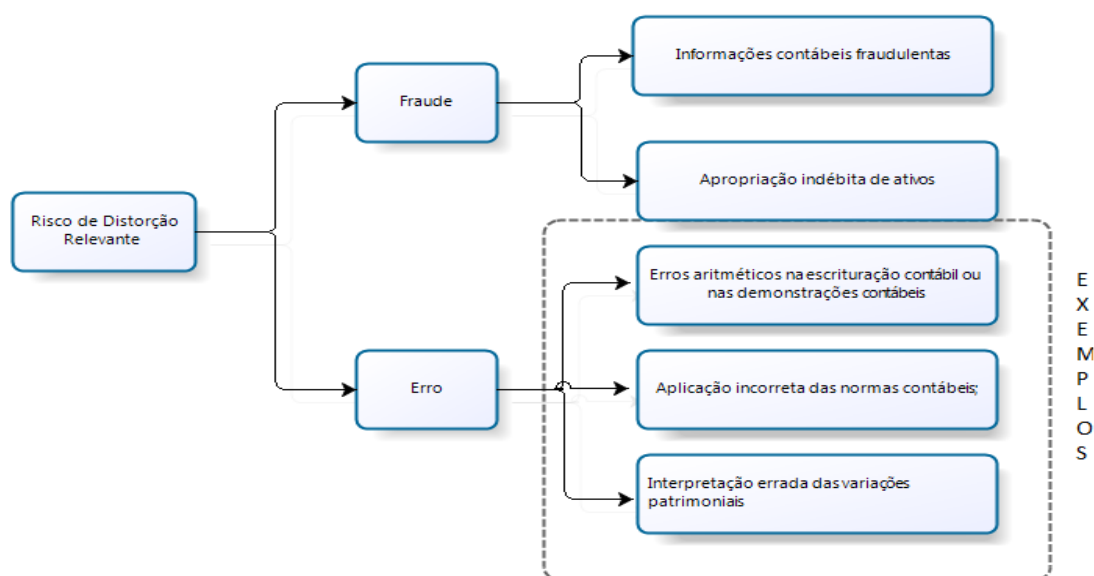 Informações contábeis fraudulentas
Fraude
Apropriação indébita de ativos
Risco de Distorção
Relevante
Erros aritméticos na escrituração contábil ou
nas demonstrações contábeis
Erro
Aplicação incorreta das normas contábeis;
Interpretação errada das variações
patrimoniais
E
X
E
M
P
L
O
S